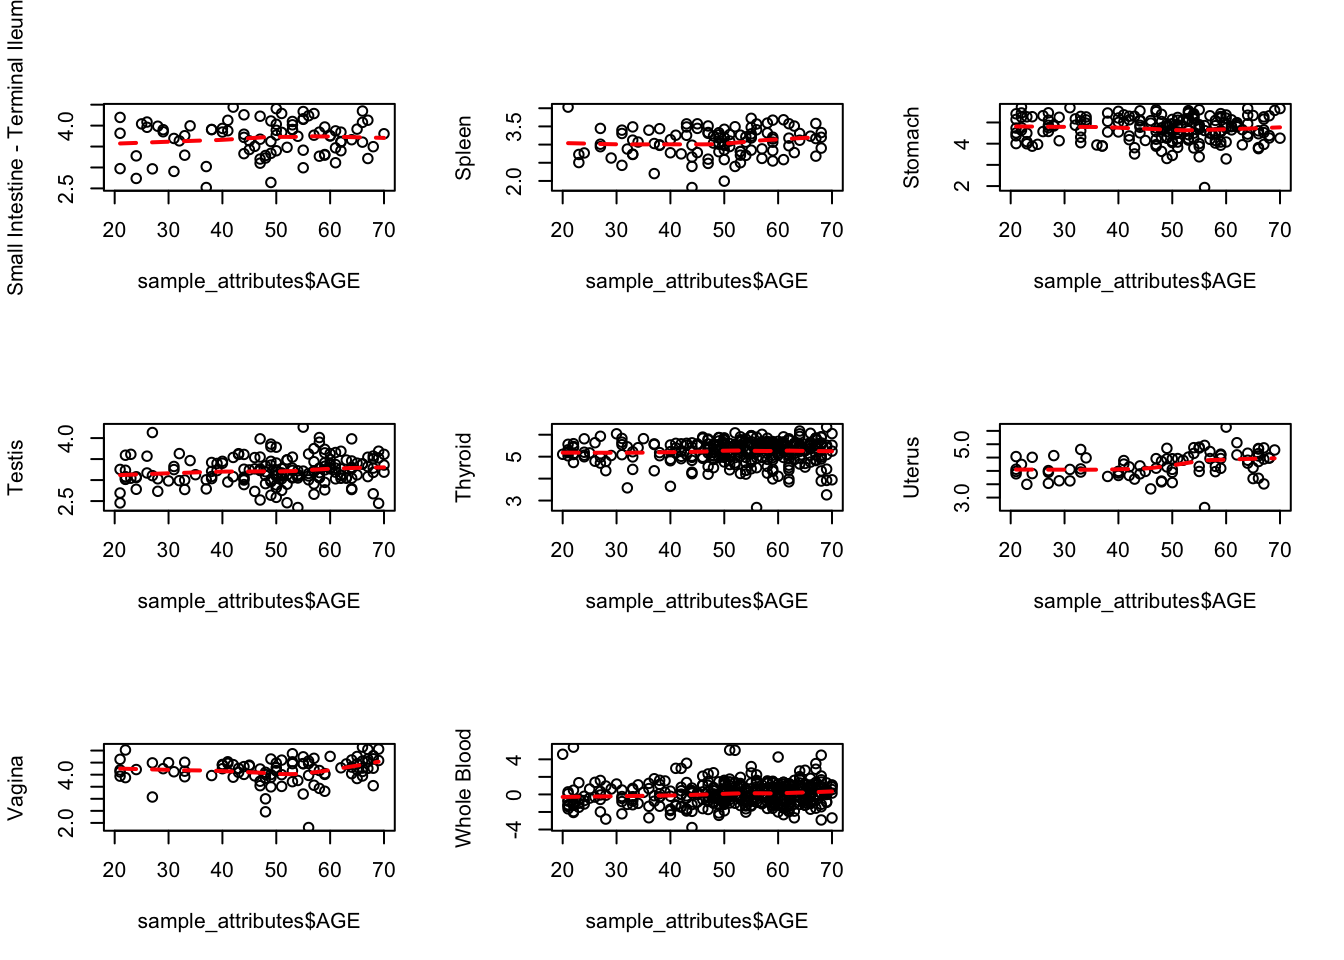 Small Intestine - Terminal Ileum
2.5 4.0
20 30 40 50 60 70
sample_attributes$AGE
Spleen
2.0 3.5
20 30 40 50 60 70
sample_attributes$AGE
Stomach
2 4
20 30 40 50 60 70
sample_attributes$AGE
Testis
2.5 4.0
20 30 40 50 60 70
sample_attributes$AGE
Thyroid
3 5
20 30 40 50 60 70
sample_attributes$AGE
Uterus
3.0 5.0
20 30 40 50 60 70
sample_attributes$AGE
Vagina
2.0 4.0
20 30 40 50 60 70
sample_attributes$AGE
Whole Blood
-4 0 4
20 30 40 50 60 70
sample_attributes$AGE